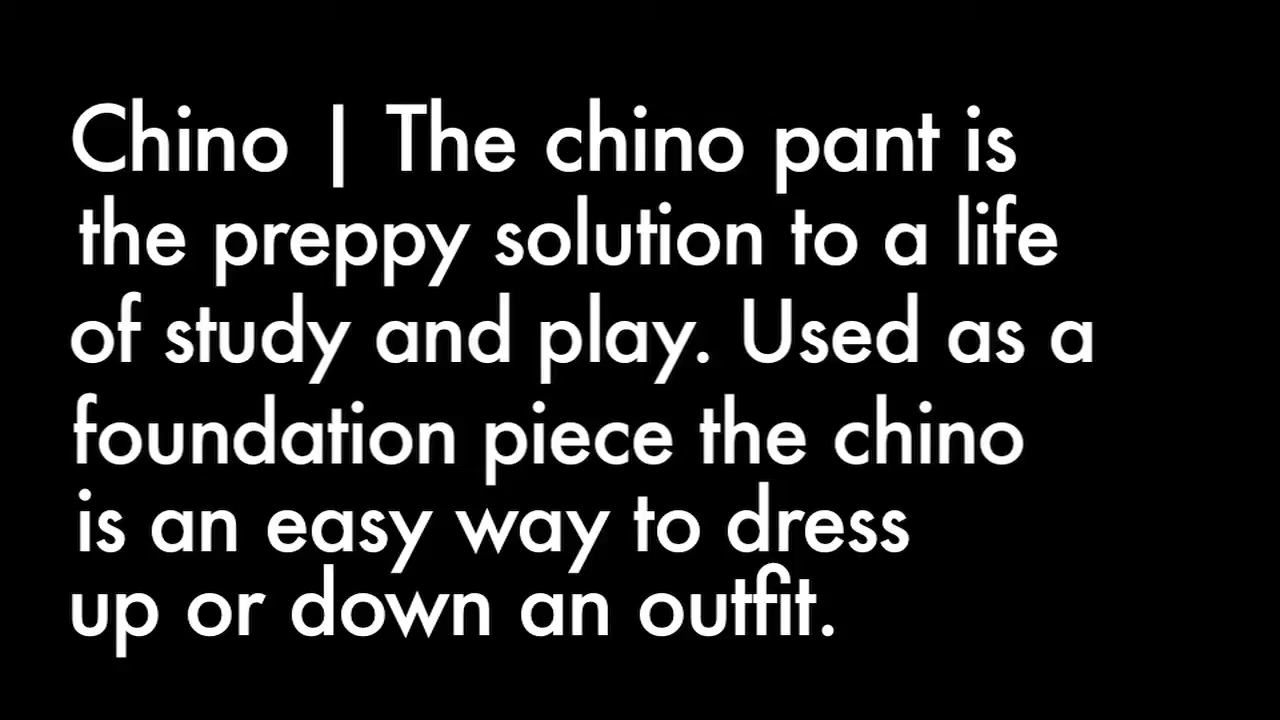 Chino | The chino pant is
the preppy solution to a life
of study and play. Used as a
foundation piece the chino
is an easy way to dress
up or down an outfit.